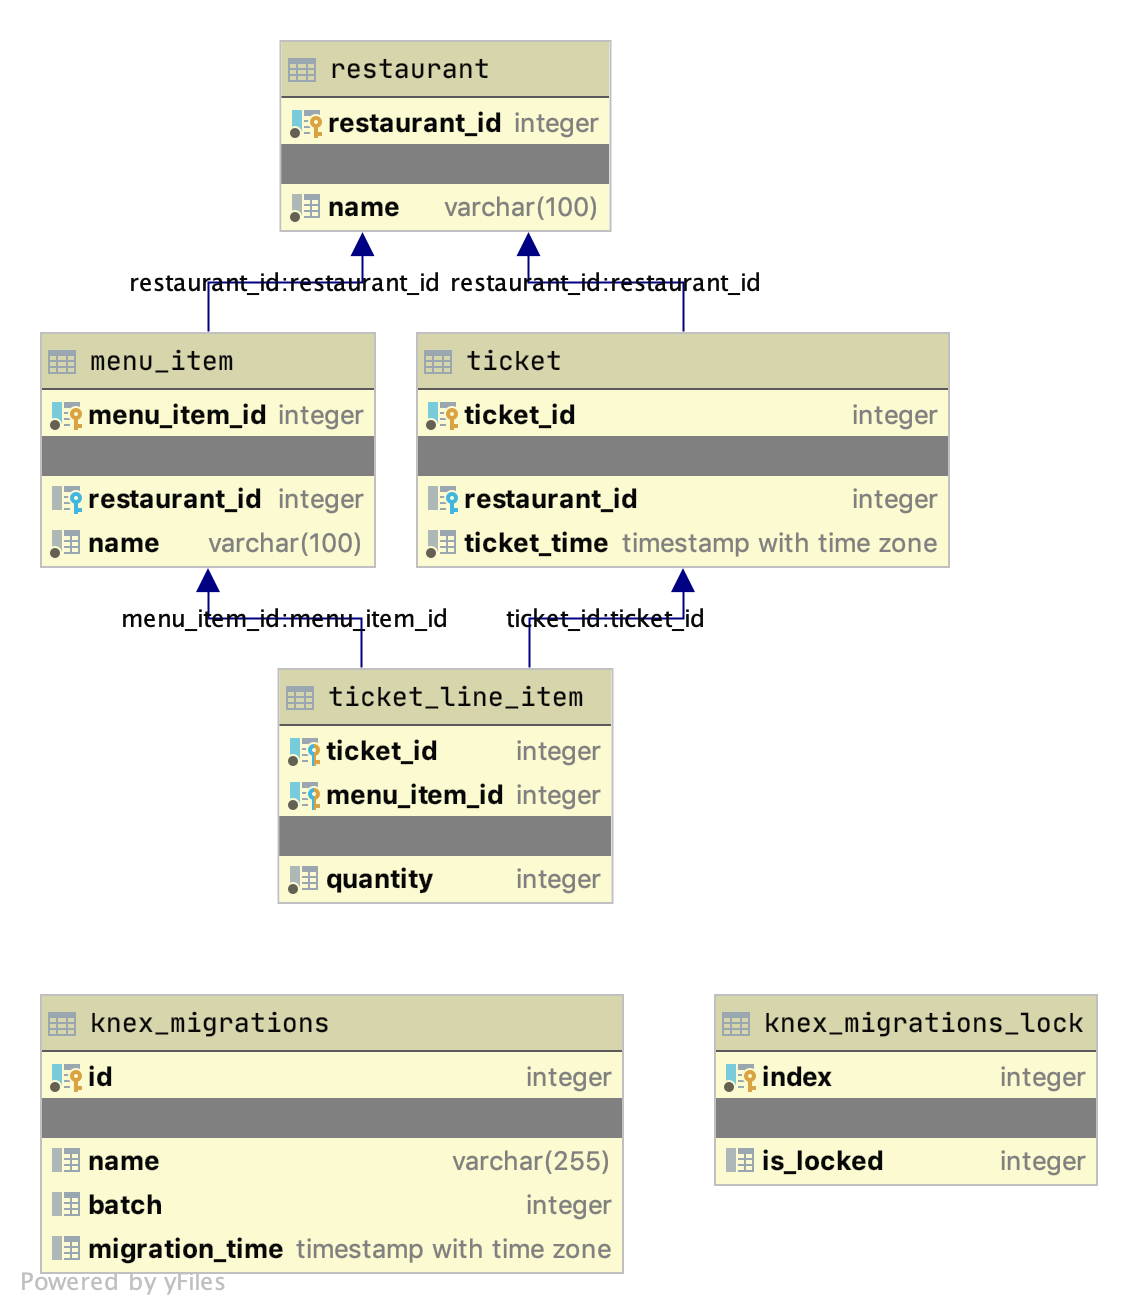 restaurant
restaurant_id integer
name varchar(100)
restaurant_id:restaurant_id restaurant_id:restaurant_id
menu_item
menu_item_id integer
restaurant_id integer
name varchar(100)
ticket
ticket_id integer
restaurant_id integer
ticket_time timestamp with time zone
menu_item_id:menu_item_id ticket_id:ticket_id
ticket_line_item
ticket_id integer
menu_item_id integer
quantity integer
knex_migrations
id integer
name varchar(255)
batch integer
migration_time timestamp with time zone
knex_migrations_lock
index integer
is_locked integer
Powered by yFiles